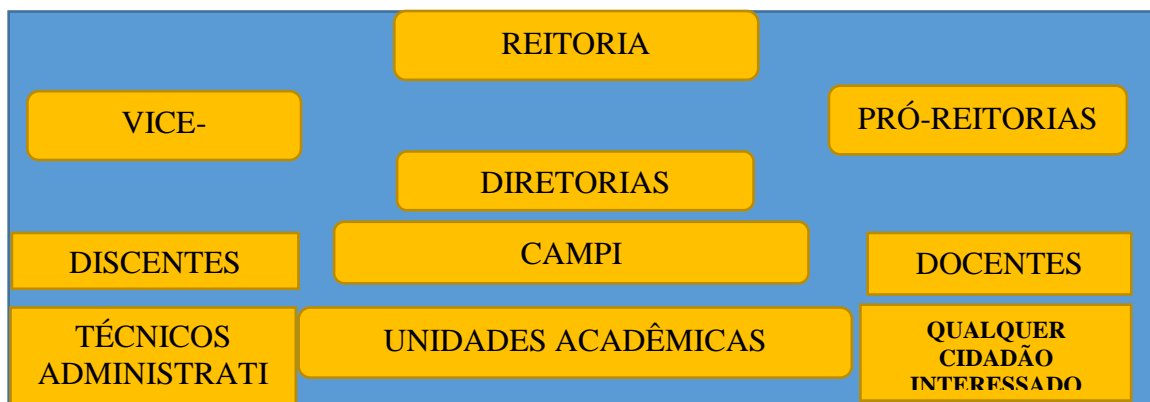 REITORIA
VICE-
PRÓ-REITORIAS
DIRETORIAS
CAMPI
DISCENTES
DOCENTES
TÉCNICOS
ADMINISTRATI
UNIDADES ACADÊMICAS
QUALQUER
CIDADÃO
INTERESSADO